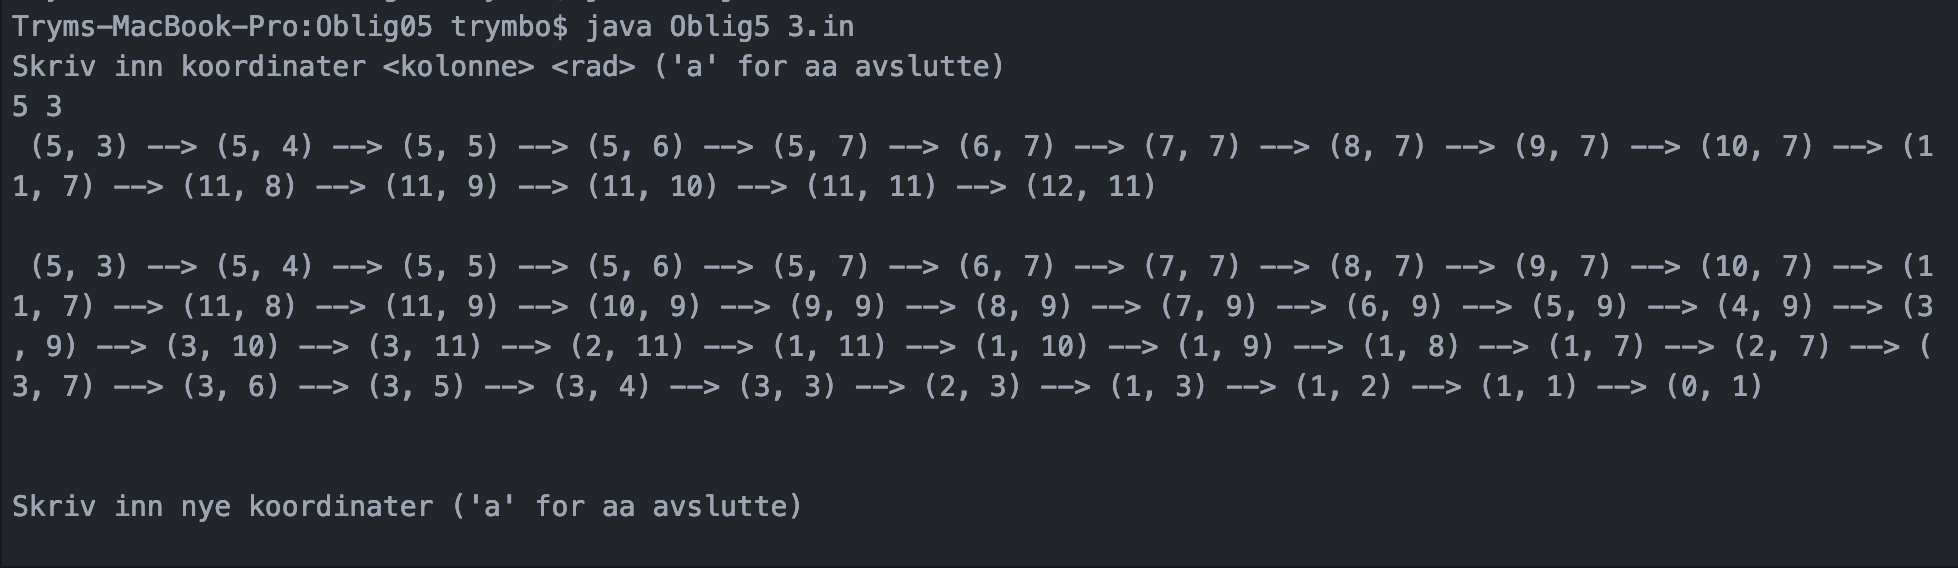 Tryms-MacBook-Pro:Oblig05 trymbo$ java Oblig5 3.in
Skriv inn koordinater <kolonne> <rad> ('a' for aa avslutte)
5 3
(5, 3) --> (5, 4) --> (5, 5) --> (5, 6) --> (5, 7) --> (6, 7) --> (7, 7) --> (8, 7) --> (9, 7) --> (10, 7) --> (1
1, 7) --> (11, 8) --> (11, 9) --> (11, 10) --> (11, 11) --> (12, 11)
(5, 3) --> (5, 4) --> (5, 5) --> (5, 6) --> (5, 7) --> (6, 7) --> (7, 7) --> (8, 7) --> (9, 7) --> (10, 7) --> (1
1, 7) --> (11, 8) --> (11, 9) --> (10, 9) --> (9, 9) --> (8, 9) --> (7, 9) --> (6, 9) --> (5, 9) --> (4, 9) --> (3
, 9) --> (3, 10) --> (3, 11) --> (2, 11) --> (1, 11) --> (1, 10) --> (1, 9) --> (1, 8) --> (1, 7) --> (2, 7) --> (
3, 7) --> (3, 6) --> (3, 5) --> (3, 4) --> (3, 3) --> (2, 3) --> (1, 3) --> (1, 2) --> (1, 1) --> (0, 1)
Skriv inn nye koordinater ('a' for aa avslutte)